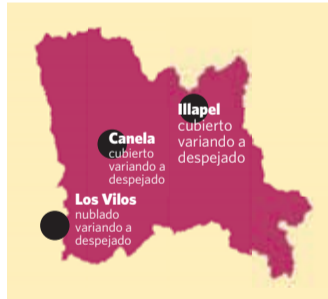 Illapel
cubierto
variando a
despejado
Canela
cubierto
variando a
despejado
Los Vilos
nublado
variando a
despejado